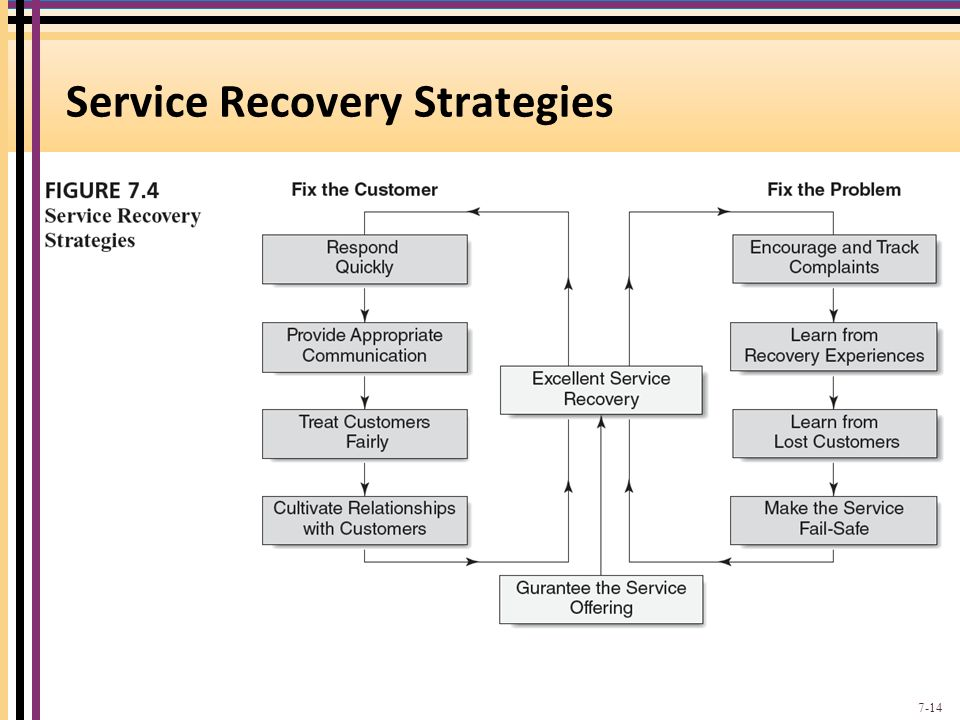 Service Recovery Strategies
FIGURE 7.4
Service Recovery
Strategies
Fix the Customer
Respond
Quickly
Provide Appropriate
Communication
Treat Customers
Fairly
Cultivate Relationships
with Customers
Excellent Service
Recovery
Gurantee the Service
Offering
Fix the Problem
Encourage and Track
Complaints
Learn from
Recovery Experiences
Learn from
Lost Customers
Make the Service
Fail-Safe
7-14